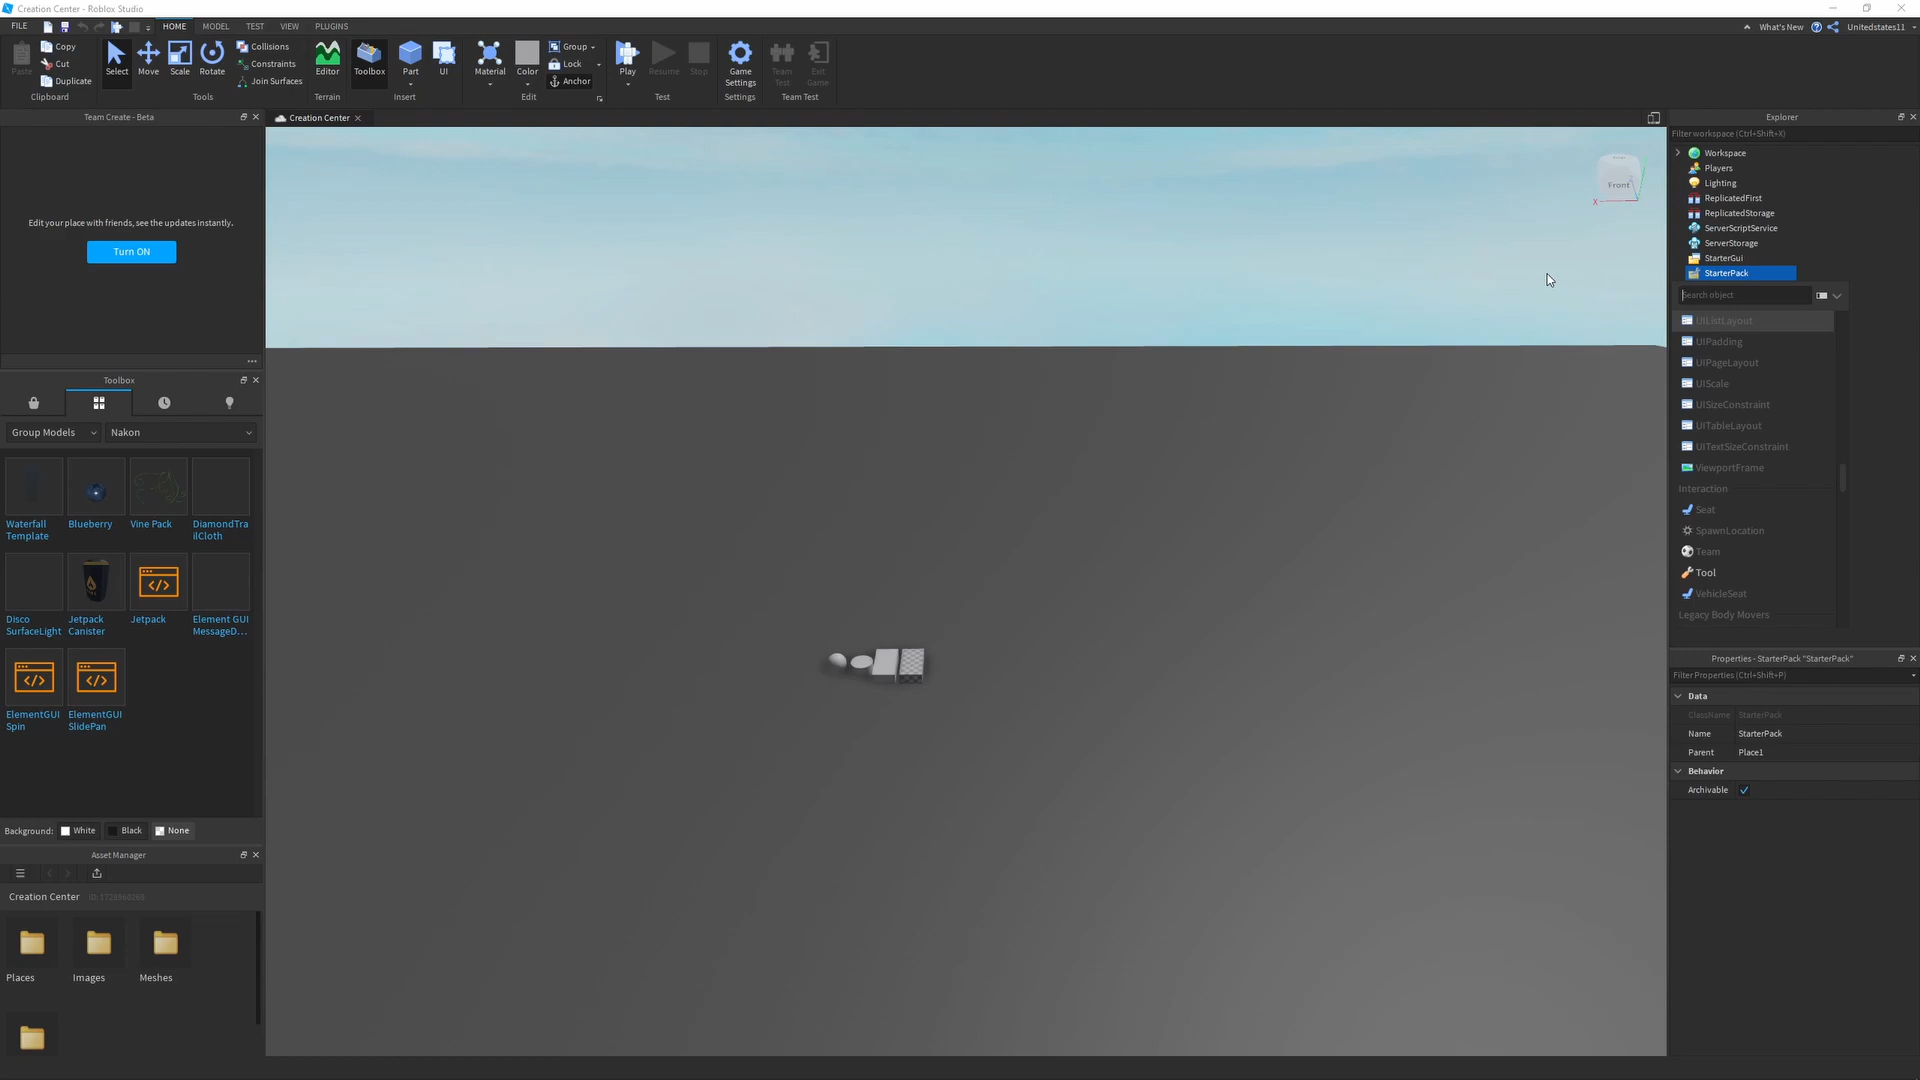 Creation Center - Roblox Studio
FILE HOME MODEL TEST VIEW PLUGINS What's New Unitedstates11
Paste Copy Cut Duplicate
Select Move Scale Rotate
Collisions
Constraints
Join Surfaces
Editor Toolbox Part UI
Material Color Group Lock Anchor
Play Resume Stop
Game Settings
Team Test
Exit Game
Clipboard Tools Terrain Insert Edit Test Settings Team Test
Team Create - Beta
Edit your place with friends, see the updates instantly.
Turn ON
Toolbox
Group Models Nakon
Waterfall Template
Blueberry
Vine Pack
DiamondTra
ilCloth
Disco SurfaceLight
Jetpack Canister
Jetpack
Element GUI MessageD...
ElementGUI Spin
ElementGUI SlidePan
Background: White Black None
Asset Manager
Creation Center ID:1728960285
Places Images Meshes
Creation Center
Front
X
Explorer
Filter workspace (Ctrl+Shift+X)
Workspace
Players
Lighting
ReplicatedFirst
ReplicatedStorage
ServerScriptService
ServerStorage
StarterGui
StarterPack
Search object
UIListLayout
UIPadding
UIPageLayout
UIScale
UISizeConstraint
UITableLayout
UITextSizeConstraint
ViewportFrame
Interaction
Seat
SpawnLocation
Team
Tool
VehicleSeat
Legacy Body Movers
Properties - StarterPack "StarterPack"
Filter Properties (Ctrl+Shift+P)
Data
ClassName StarterPack
Name StarterPack
Parent Place1
Behavior
Archivable